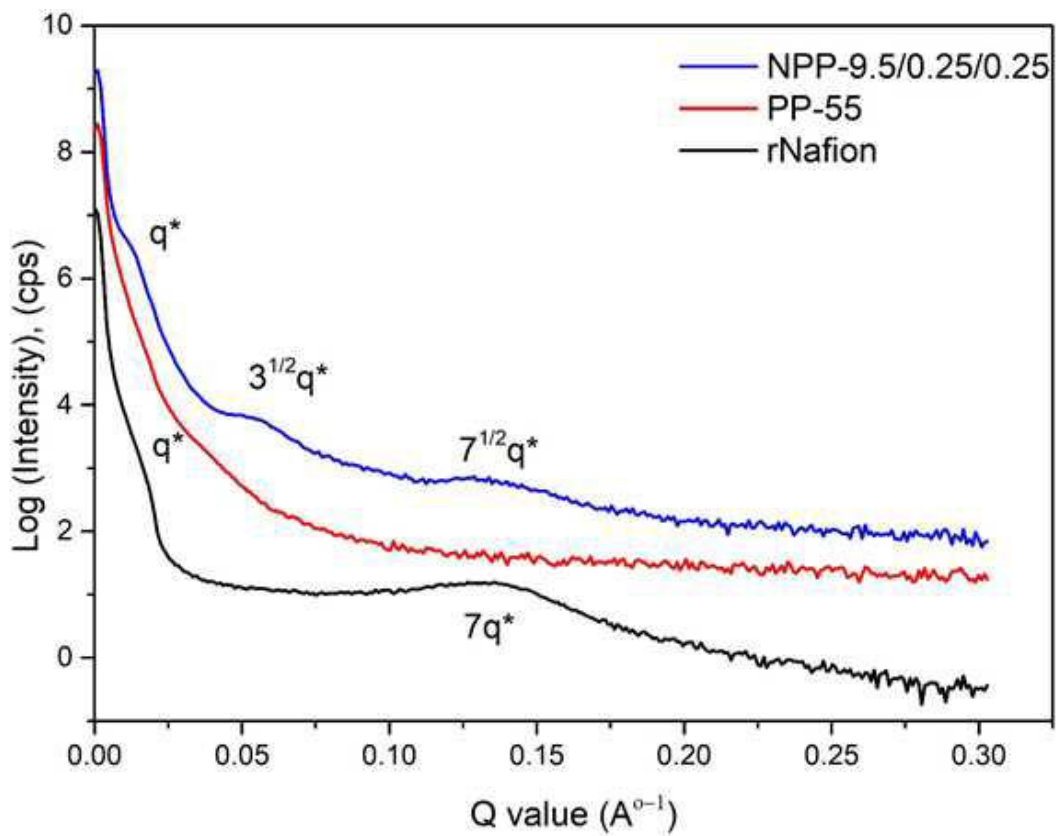 10
NPP-9.5/0.25/0.25
PP-55
rNafion
8
q*
6
3^{1/2}q*
4
q*
7^{1/2}q*
2
7q*
0
0.00 0.05 0.10 0.15 0.20 0.25 0.30
Log (Intensity), (cps)
Q value (A^{o-1})